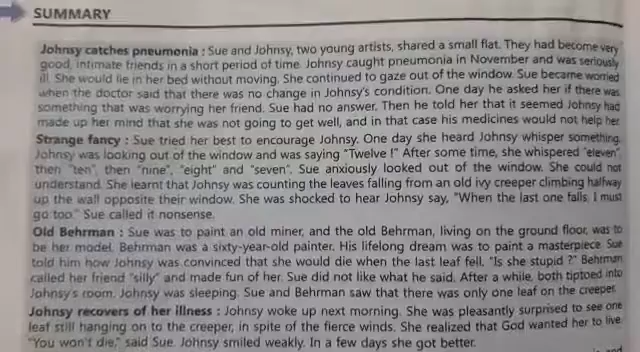 SUMMARY
Johnsy catches pneumonia : Sue and Johnsy, two young artists, shared a small flat. They had become very
good, intimate friends in a short period of time. Johnsy caught pneumonia in November and was seriously
ill. She would lie in her bed without moving. She continued to gaze out of the window. Sue became worried
when the doctor said that there was no change in Johnsy's condition. One day he asked her if there was
something that was worrying her friend. Sue had no answer. Then he told her that it seemed Johnsy had
made up her mind that she was not going to get well, and in that case his medicines would not help her.
Strange fancy : Sue tried her best to encourage Johnsy. One day she heard Johnsy whisper something.
Johnsy was looking out of the window and was saying "Twelve !" After some time, she whispered "eleven",
then "ten", then "nine", "eight" and "seven". Sue anxiously looked out of the window. She could not
understand. She learnt that Johnsy was counting the leaves falling from an old ivy creeper climbing halfway
up the wall opposite their window. She was shocked to hear Johnsy say, "When the last one falls, I must
go too." Sue called it nonsense.
Old Behrman : Sue was to paint an old miner, and the old Behrman, living on the ground floor, was to
be her model. Behrman was a sixty-year-old painter. His lifelong dream was to paint a masterpiece. Sue
told him how Johnsy was convinced that she would die when the last leaf fell. "Is she stupid ?" Behrman
called her friend "silly" and made fun of her. Sue did not like what he said. After a while, both tiptoed into
Johnsy's room. Johnsy was sleeping. Sue and Behrman saw that there was only one leaf on the creeper.
Johnsy recovers of her illness : Johnsy woke up next morning. She was pleasantly surprised to see one
leaf still hanging on to the creeper, in spite of the fierce winds. She realized that God wanted her to live.
"You won't die," said Sue. Johnsy smiled weakly. In a few days she got better.